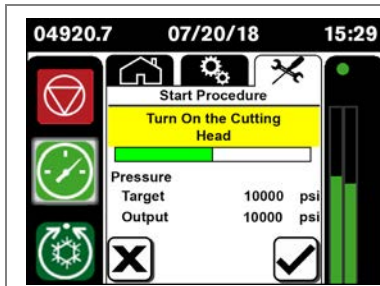 04920.7 07/20/18 15:29
Start Procedure
Turn On the Cutting
Head
Pressure
Target 10000 psi
Output 10000 psi